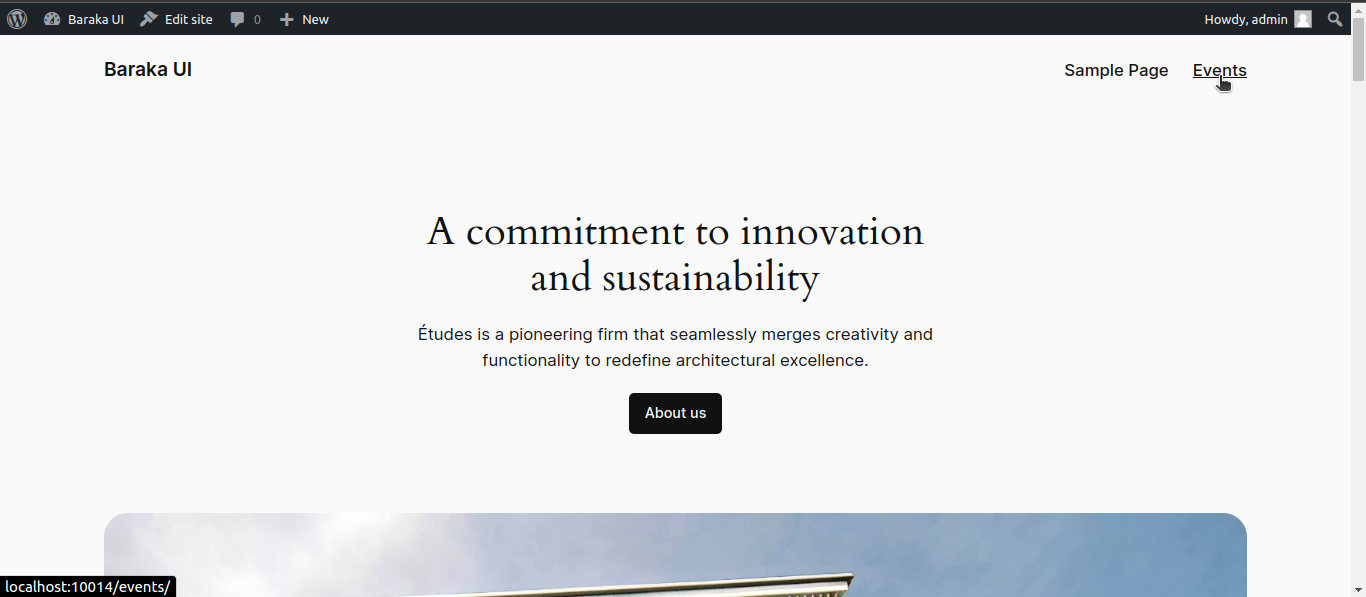 Baraka UI Edit site 0 New Howdy, admin
Baraka UI Sample Page Events
A commitment to innovation
and sustainability
Études is a pioneering firm that seamlessly merges creativity and
functionality to redefine architectural excellence.
About us
localhost:10014/events/